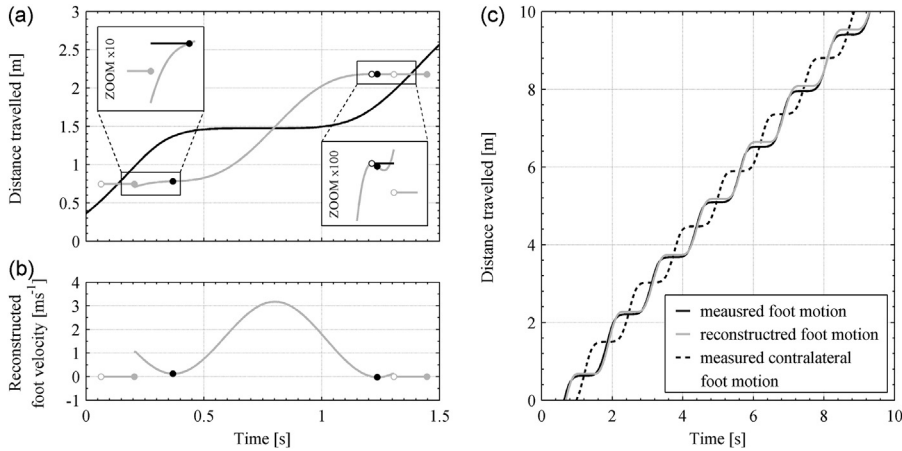 (a)
3
2.5
2
1.5
1
0.5
0
Distance travelled [m]
ZOOM x10
ZOOM x100
(b)
4
3
2
1
0
-1
Reconstructed
foot velocity [ms-1]
0
0.5
1
1.5
Time [s]
(c)
10
8
6
4
2
0
Distance travelled [m]
meausred foot motion
reconstructred foot motion
measured contralateral
foot motion
0
2
4
6
8
10
Time [s]